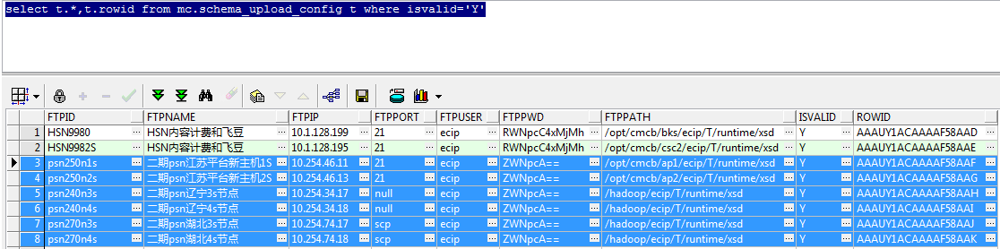 select t.*,t.rowid from mc.schema_upload_config t where isvalid='Y'
FTPID FTPNAME FTPIP FTPPORT FTPUSER FTPPWD FTPPATH ISVALID ROWID
1 HSN9980 HSN内容计费和飞豆 10.1.128.199 21 ecip RWNpcC4xMjMh /opt/cmcb/bks/ecip/T/runtime/xsd Y AAAUY1ACAAAAF58AAD
2 HSN9982S HSN内容计费和飞豆 10.1.128.195 21 ecip RWNpcC4xMjMh /opt/cmcb/csc2/ecip/T/runtime/xsd Y AAAUY1ACAAAAF58AAE
3 psn250n1s 二期psn江苏平台新主机1S 10.254.46.11 21 ecip ZWNpcA== /opt/cmcb/ap1/ecip/T/runtime/xsd Y AAAUY1ACAAAAF58AAF
4 psn250n2s 二期psn江苏平台新主机2S 10.254.46.13 21 ecip ZWNpcA== /opt/cmcb/ap2/ecip/T/runtime/xsd Y AAAUY1ACAAAAF58AAG
5 psn240n3s 二期psn辽宁3s节点 10.254.34.17 null ecip ZWNpcA== /hadoop/ecip/T/runtime/xsd Y AAAUY1ACAAAAF58AAH
6 psn240n4s 二期psn辽宁4s节点 10.254.34.18 null ecip ZWNpcA== /hadoop/ecip/T/runtime/xsd Y AAAUY1ACAAAAF58AAI
7 psn270n3s 二期psn湖北3s节点 10.254.74.17 scp ecip ZWNpcA== /hadoop/ecip/T/runtime/xsd Y AAAUY1ACAAAAF58AAJ
8 psn270n4s 二期psn湖北4s节点 10.254.74.18 scp ecip ZWNpcA== /hadoop/ecip/T/runtime/xsd Y AAAUY1ACAAAAF58AAK